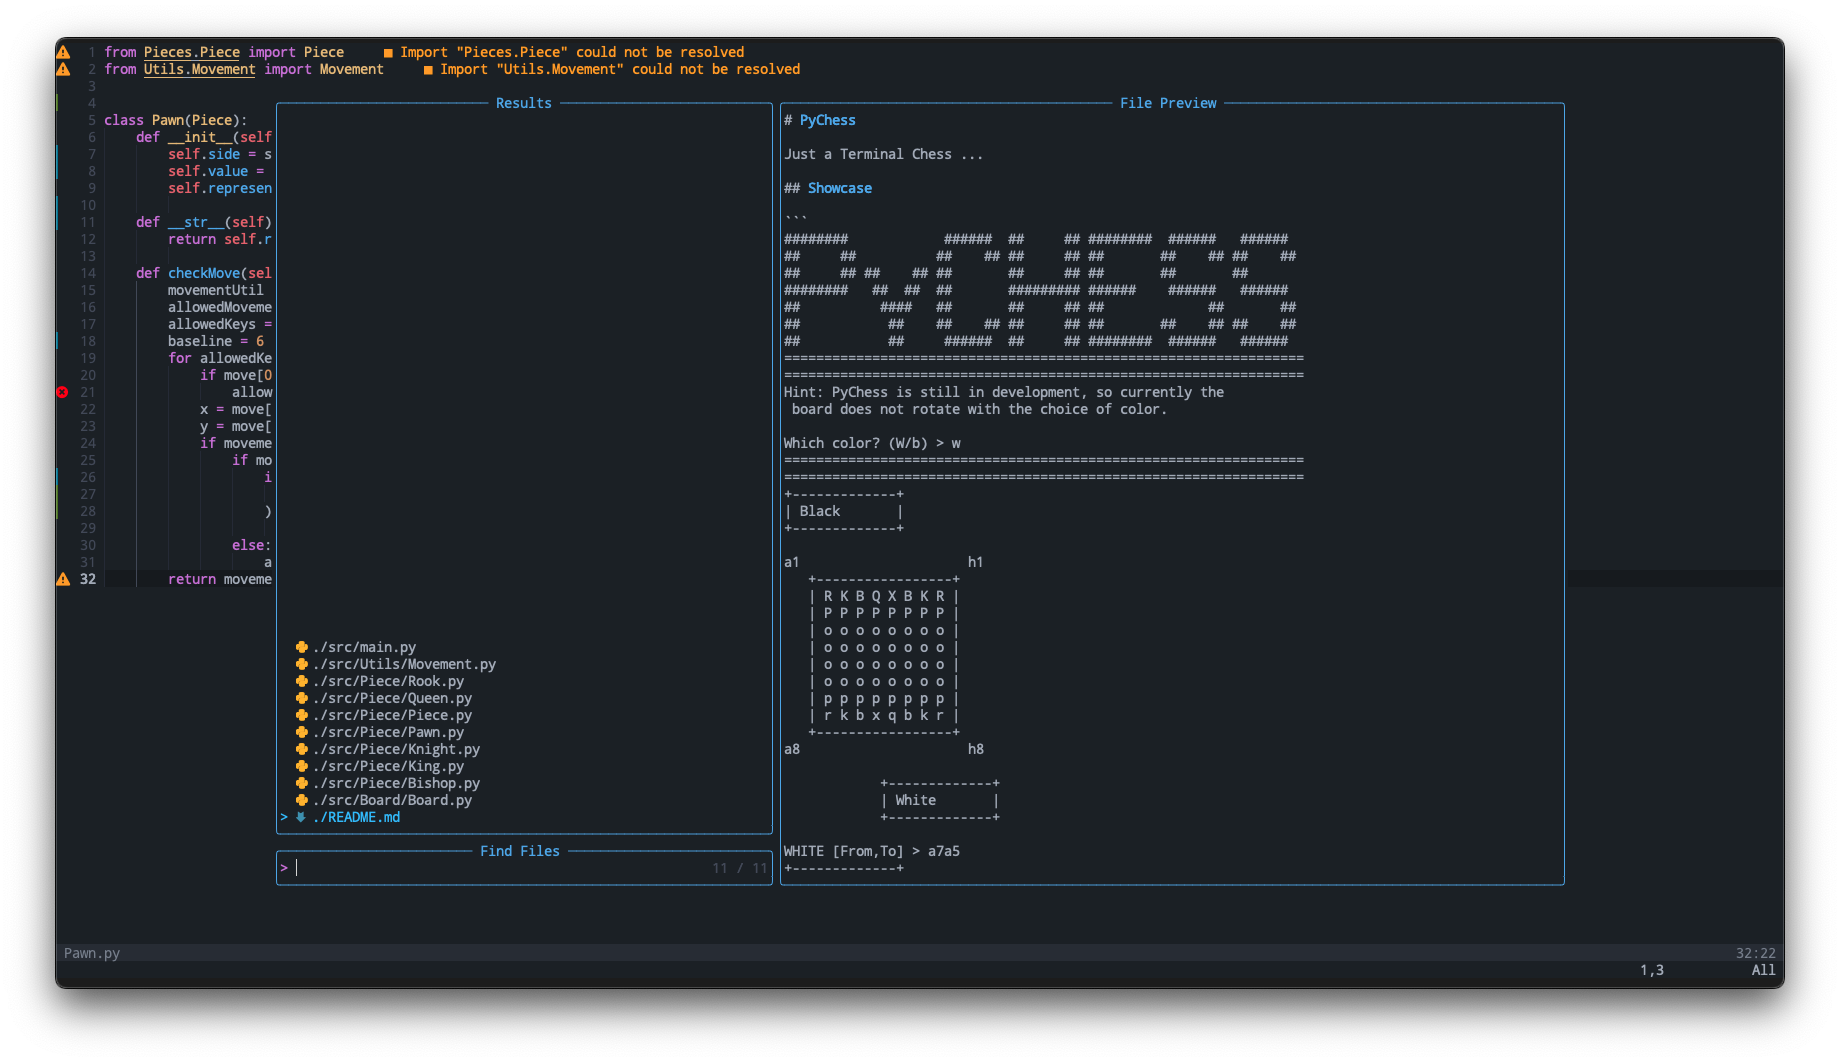 1 from Pieces.Piece import Piece     ■ Import "Pieces.Piece" could not be resolved
2 from Utils.Movement import Movement     ■ Import "Utils.Movement" could not be resolved
3
4
5 class Pawn(Piece):
6     def __init__(self
7         self.side = s
8         self.value =
9         self.represen
10
11     def __str__(self)
12         return self.r
13
14     def checkMove(sel
15         movementUtil
16         allowedMoveme
17         allowedKeys =
18         baseline = 6
19         for allowedKe
20             if move[0
21                 allow
22             x = move[
23             y = move[
24             if moveme
25                 if mo
26                     i
27
28                     )
29
30                 else:
31                     a
32         return moveme
Results
./src/main.py
./src/Utils/Movement.py
./src/Piece/Rook.py
./src/Piece/Queen.py
./src/Piece/Piece.py
./src/Piece/Pawn.py
./src/Piece/Knight.py
./src/Piece/King.py
./src/Piece/Bishop.py
./src/Board/Board.py
> ./README.md
Find Files
> 11 / 11
File Preview
# PyChess
Just a Terminal Chess ...
## Showcase
```
########            ######  ##     ## ########  ######   ######
##     ##          ##    ## ##     ## ##       ##    ## ##    ##
##     ## ##    ## ##       ##     ## ##       ##       ##
########   ##  ##  ##       ######### ######    ######   ######
##          ####   ##       ##     ## ##             ##       ##
##           ##    ##    ## ##     ## ##       ##    ## ##    ##
##           ##     ######  ##     ## ########  ######   ######
=================================================================
=================================================================
Hint: PyChess is still in development, so currently the
 board does not rotate with the choice of color.
Which color? (W/b) > w
=================================================================
=================================================================
+-------------+
| Black       |
+-------------+
a1                     h1
   +-----------------+
   | R K B Q X B K R |
   | P P P P P P P P |
   | o o o o o o o o |
   | o o o o o o o o |
   | o o o o o o o o |
   | o o o o o o o o |
   | p p p p p p p p |
   | r k b x q b k r |
   +-----------------+
a8                     h8
            +-------------+
            | White       |
            +-------------+
WHITE [From,To] > a7a5
+-------------+
Pawn.py 32:22
1,3 All